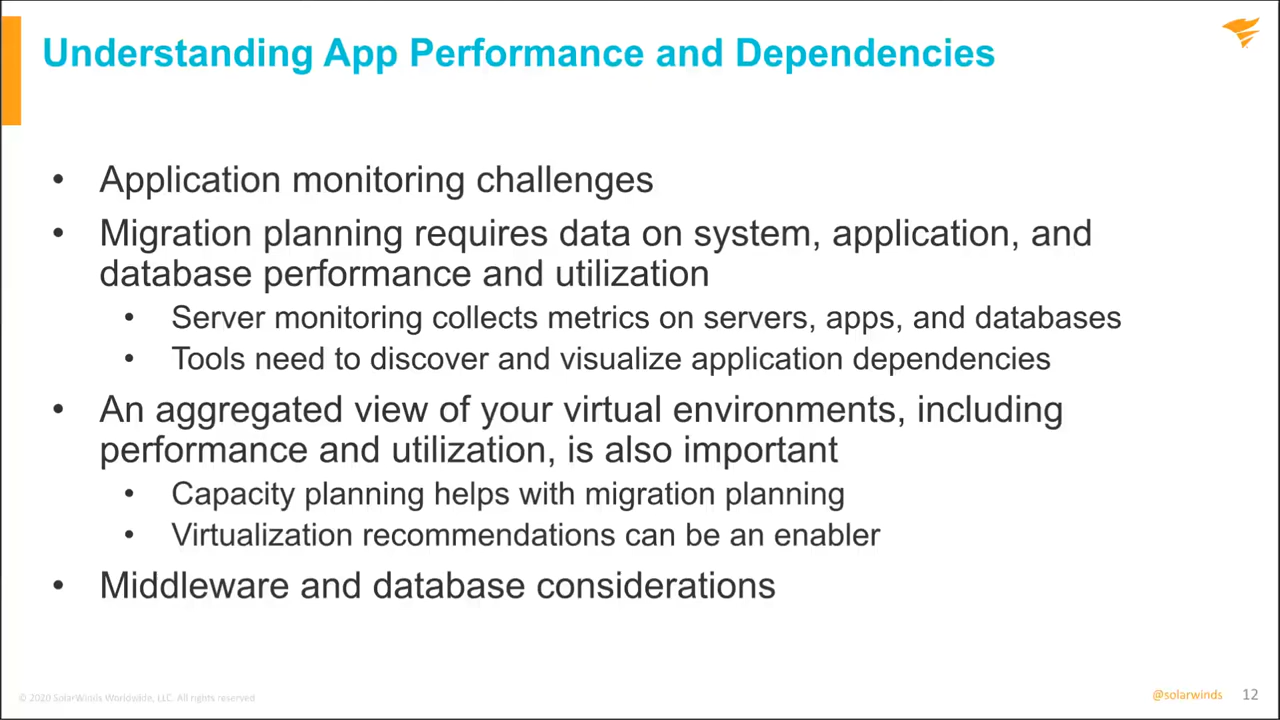 Understanding App Performance and Dependencies
• Application monitoring challenges
• Migration planning requires data on system, application, and
database performance and utilization
• Server monitoring collects metrics on servers, apps, and databases
• Tools need to discover and visualize application dependencies
• An aggregated view of your virtual environments, including
performance and utilization, is also important
• Capacity planning helps with migration planning
• Virtualization recommendations can be an enabler
• Middleware and database considerations
© 2020 SolarWinds Worldwide, LLC. All rights reserved
@solarwinds 12